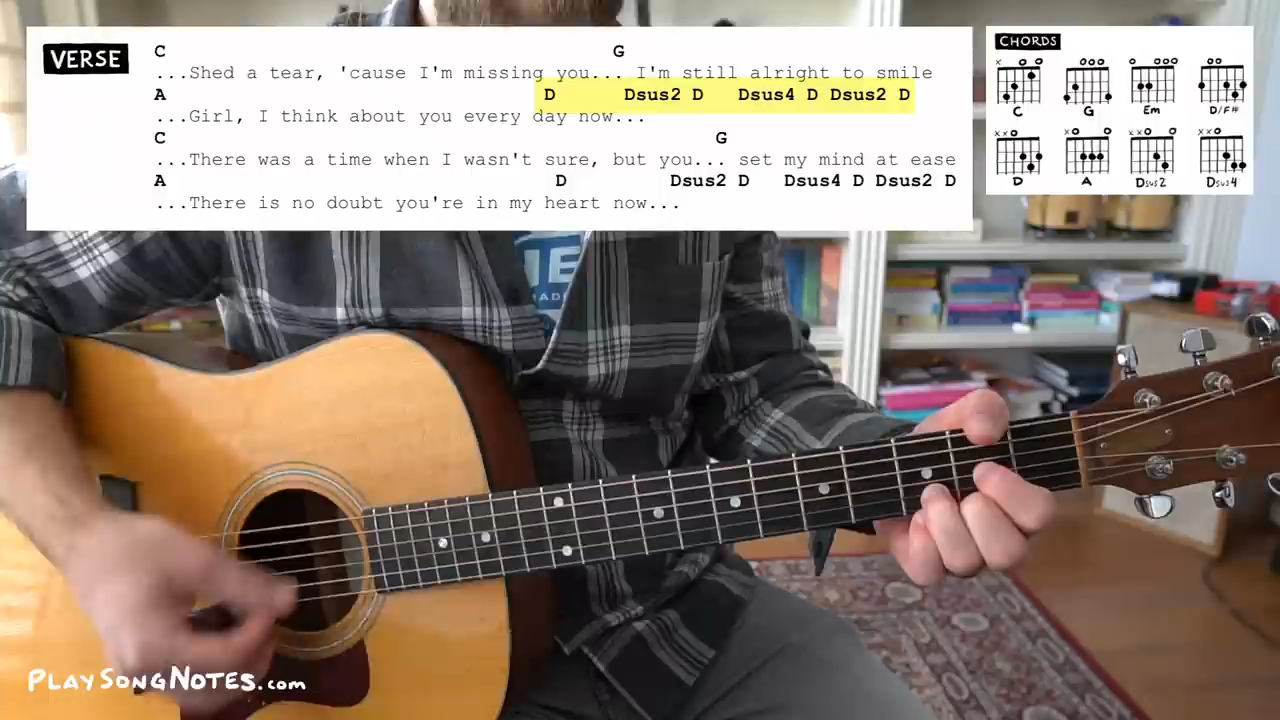 VERSE
C G
...Shed a tear, 'cause I'm missing you... I'm still alright to smile
A D Dsus2 D Dsus4 D Dsus2 D
...Girl, I think about you every day now...
C G
...There was a time when I wasn't sure, but you... set my mind at ease
A D Dsus2 D Dsus4 D Dsus2 D
...There is no doubt you're in my heart now...
CHORDS
C G Em D/F#
D A Dsus2 Dsus4
PLAYSONGNOTES.COM